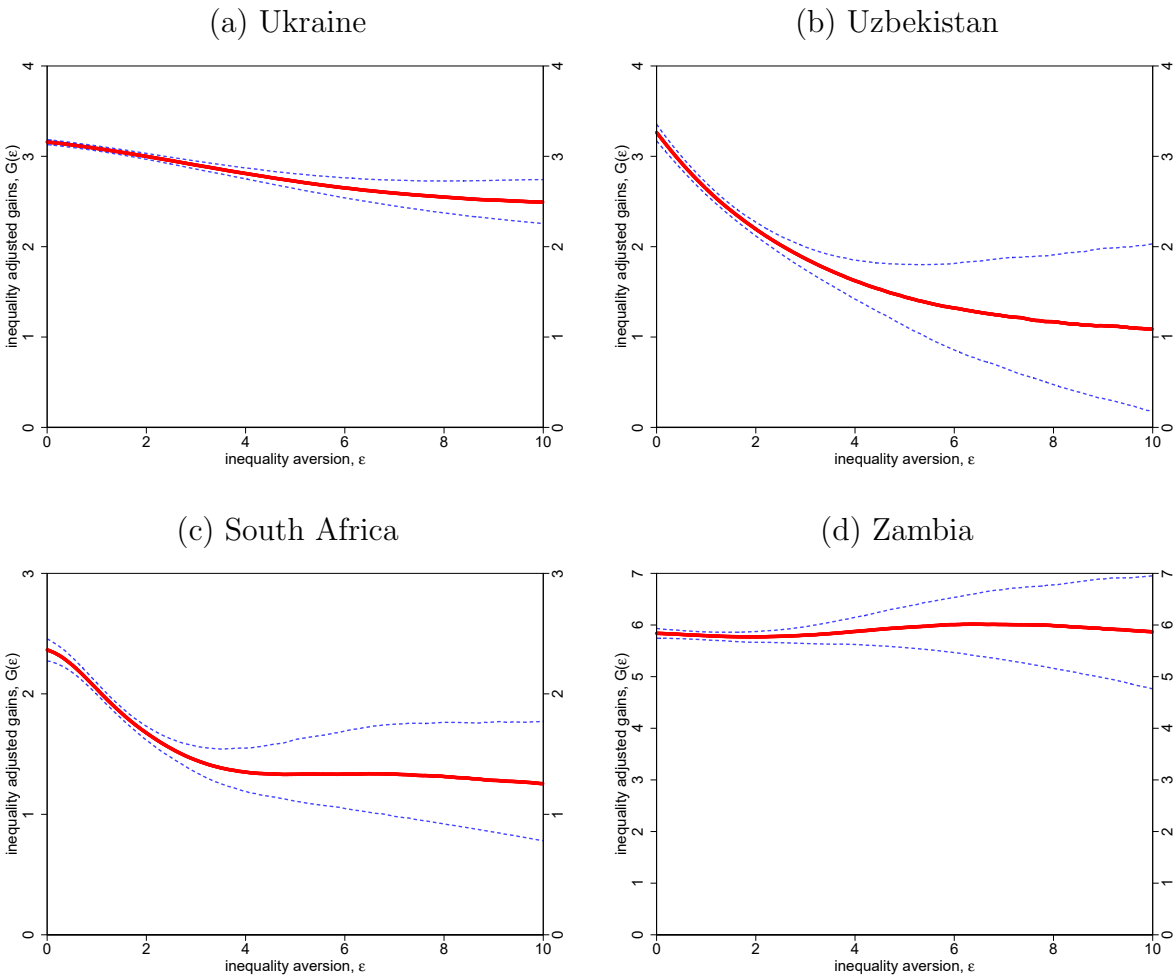 (a) Ukraine
inequality adjusted gains, G(ε)
0
1
2
3
4
0
1
2
3
4
0 2 4 6 8 10
inequality aversion, ε
(b) Uzbekistan
inequality adjusted gains, G(ε)
0
1
2
3
4
0
1
2
3
4
0 2 4 6 8 10
inequality aversion, ε
(c) South Africa
inequality adjusted gains, G(ε)
0
1
2
3
0
1
2
3
0 2 4 6 8 10
inequality aversion, ε
(d) Zambia
inequality adjusted gains, G(ε)
0
1
2
3
4
5
6
7
0
1
2
3
4
5
6
7
0 2 4 6 8 10
inequality aversion, ε